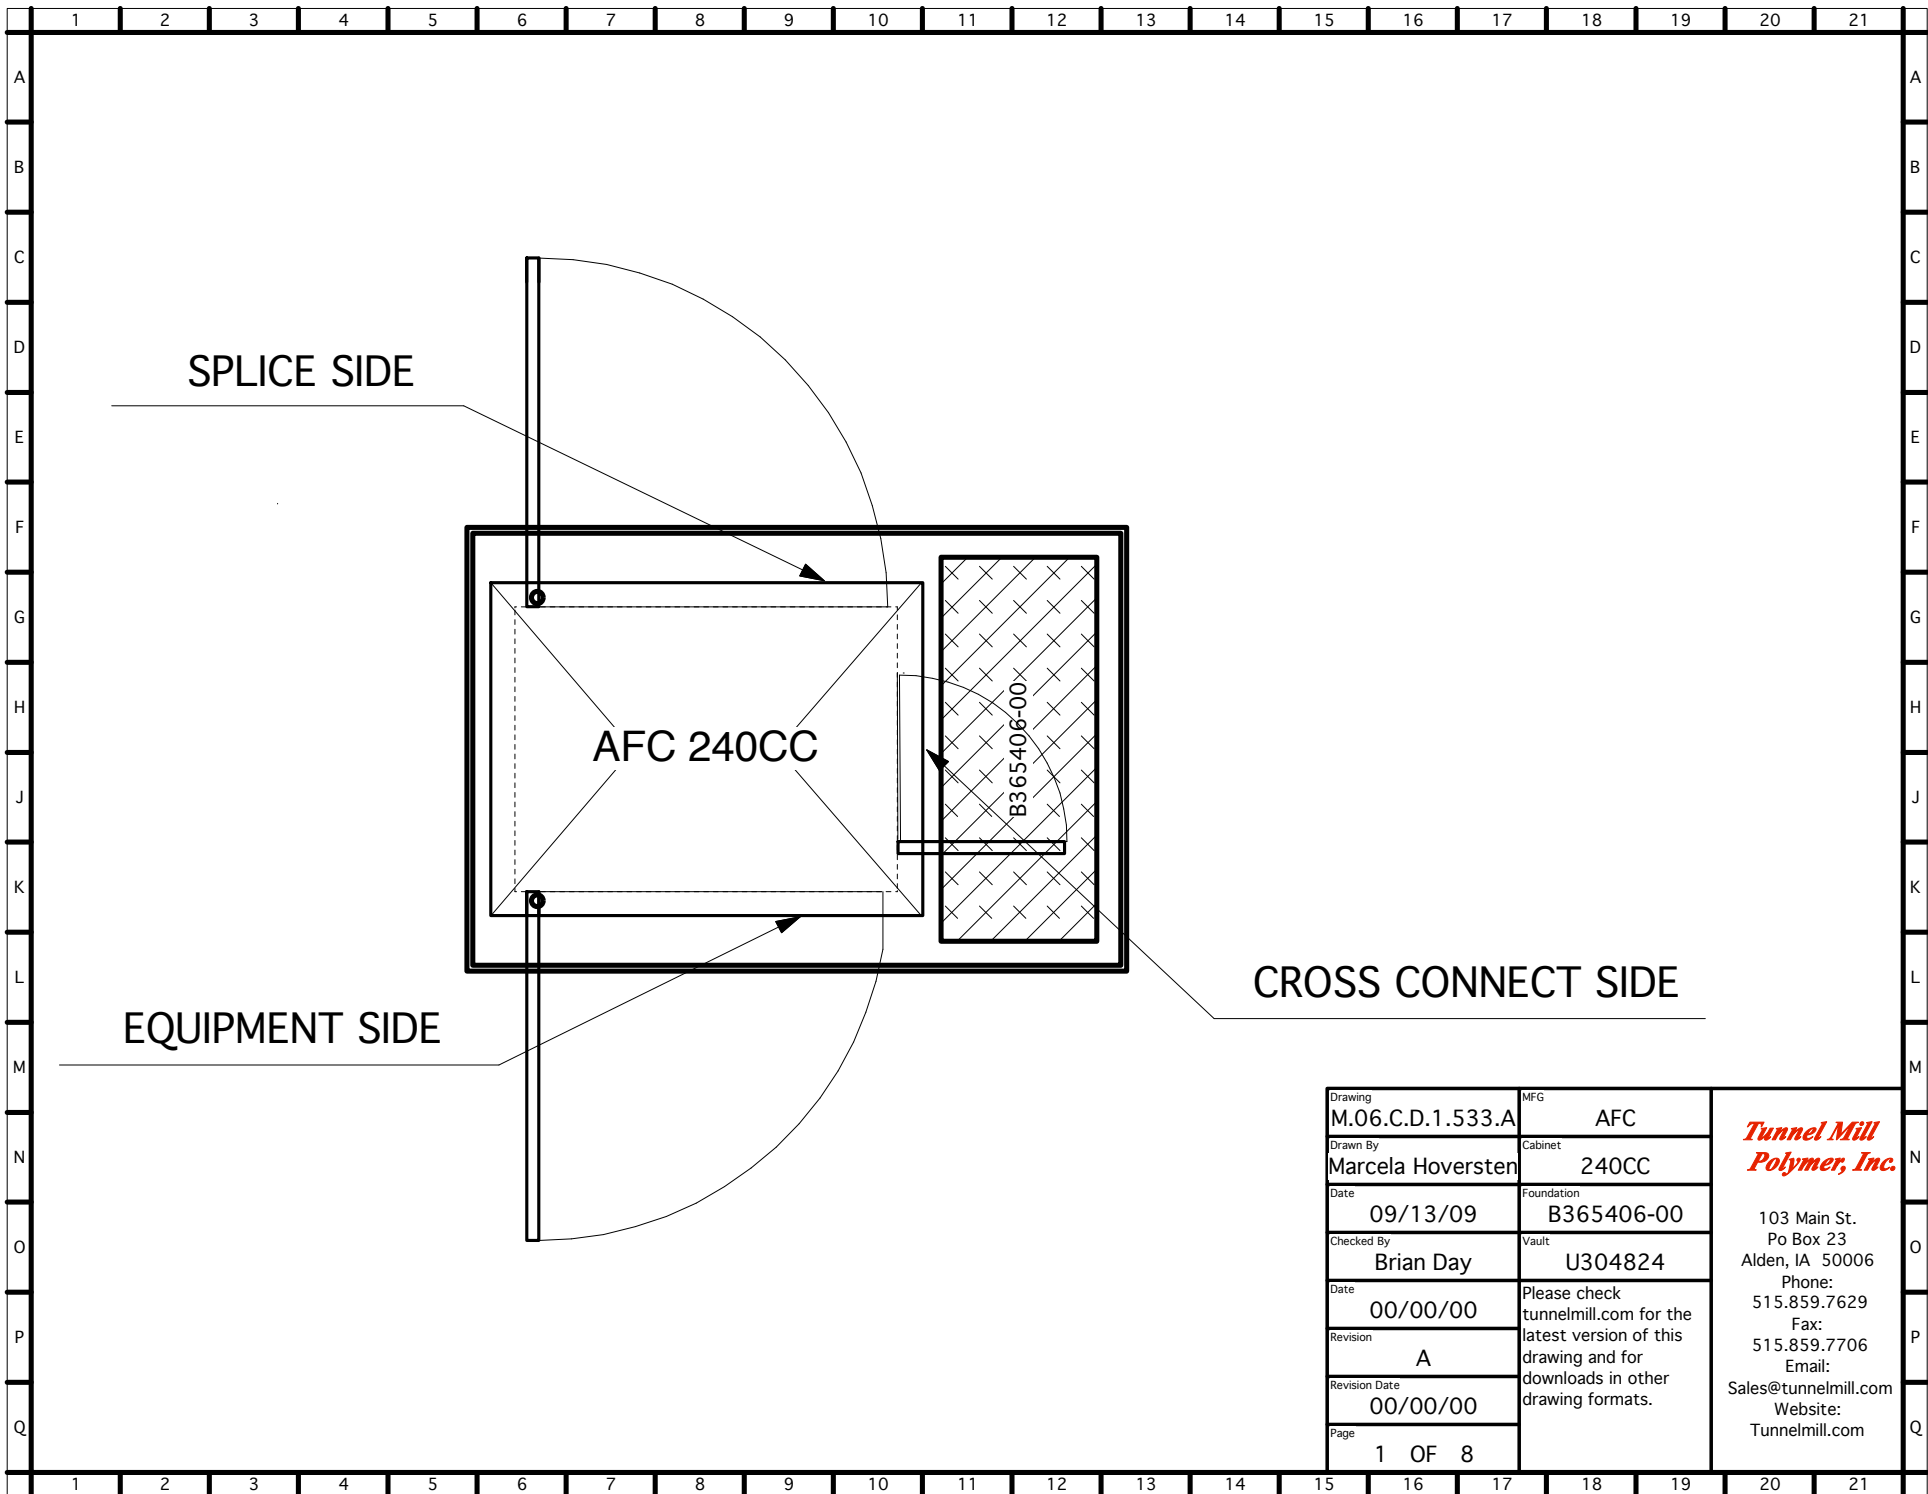 1 2 3 4 5 6 7 8 9 10 11 12 13 14 15 16 17 18 19 20 21
A A
B B
C C
D D
E E
F F
G G
H H
J J
K K
L L
M M
N N
O O
P P
Q Q
SPLICE SIDE
AFC 240CC
B365406-00
CROSS CONNECT SIDE
EQUIPMENT SIDE
Drawing
M.06.C.D.1.533.A
MFG
AFC
Drawn By
Marcela Hoversten
Cabinet
240CC
Date
09/13/09
Foundation
B365406-00
Checked By
Brian Day
Vault
U304824
Date
00/00/00
Revision
A
Revision Date
00/00/00
Page
1 OF 8
Please check
tunnelmill.com for the
latest version of this
drawing and for
downloads in other
drawing formats.
Tunnel Mill
Polymer, Inc.
103 Main St.
Po Box 23
Alden, IA 50006
Phone:
515.859.7629
Fax:
515.859.7706
Email:
Sales@tunnelmill.com
Website:
Tunnelmill.com
1 2 3 4 5 6 7 8 9 10 11 12 13 14 15 16 17 18 19 20 21